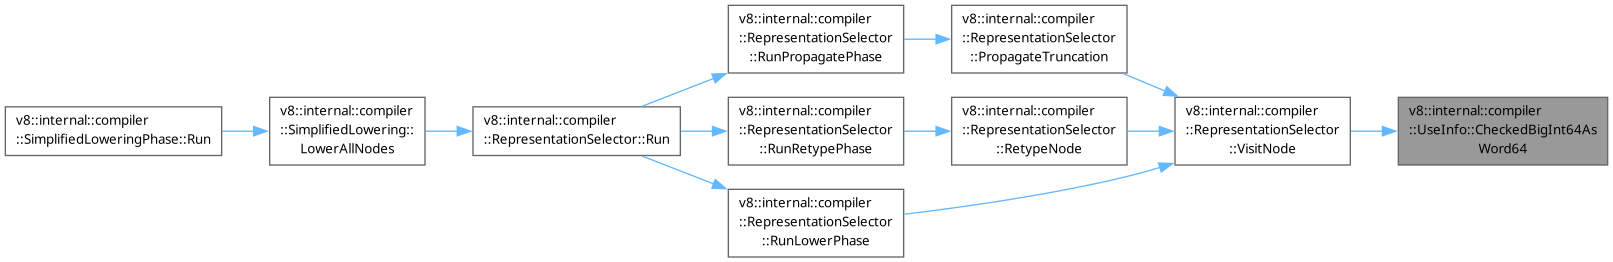 v8::internal::compiler
::SimplifiedLoweringPhase::Run
v8::internal::compiler
::SimplifiedLowering::
LowerAllNodes
v8::internal::compiler
::RepresentationSelector::Run
v8::internal::compiler
::RepresentationSelector
::RunPropagatePhase
v8::internal::compiler
::RepresentationSelector
::PropagateTruncation
v8::internal::compiler
::RepresentationSelector
::RunRetypePhase
v8::internal::compiler
::RepresentationSelector
::RetypeNode
v8::internal::compiler
::RepresentationSelector
::RunLowerPhase
v8::internal::compiler
::RepresentationSelector
::VisitNode
v8::internal::compiler
::UseInfo::CheckedBigInt64As
Word64